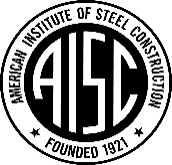 AMERICAN INSTITUTE OF STEEL CONSTRUCTION
AISC
★ FOUNDED 1921 ★